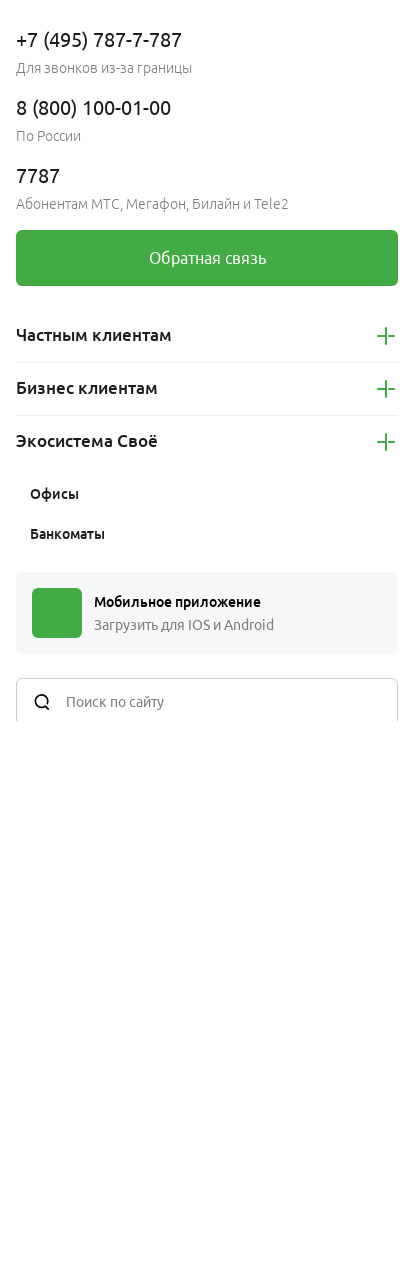 +7 (495) 787-7-787
Для звонков из-за границы
8 (800) 100-01-00
По России
7787
Абонентам МТС, Мегафон, Билайн и Tele2
Обратная связь
Частным клиентам
Бизнес клиентам
Экосистема Своё
Офисы
Банкоматы
Мобильное приложение
Загрузить для IOS и Android
Поиск по сайту